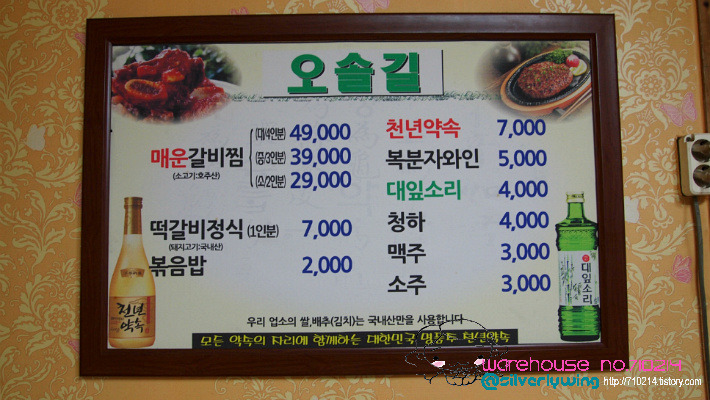 오솔길
매운갈비찜
(소고기:호주산)
(대/4인분) 49,000
(중/3인분) 39,000
(소/2인분) 29,000
떡갈비정식 (1인분) 7,000
(돼지고기:국내산)
볶음밥 2,000
천년약속 7,000
복분자와인 5,000
대잎소리 4,000
청하 4,000
맥주 3,000
소주 3,000
천년
약속
대잎소리
우리 업소의 쌀,배추(김치)는 국내산만을 사용합니다
모든 약속의 자리에 함께하는 대한민국 명품주 천년약속
warehouse no.710214
@silverlywing http://710214.tistory.com